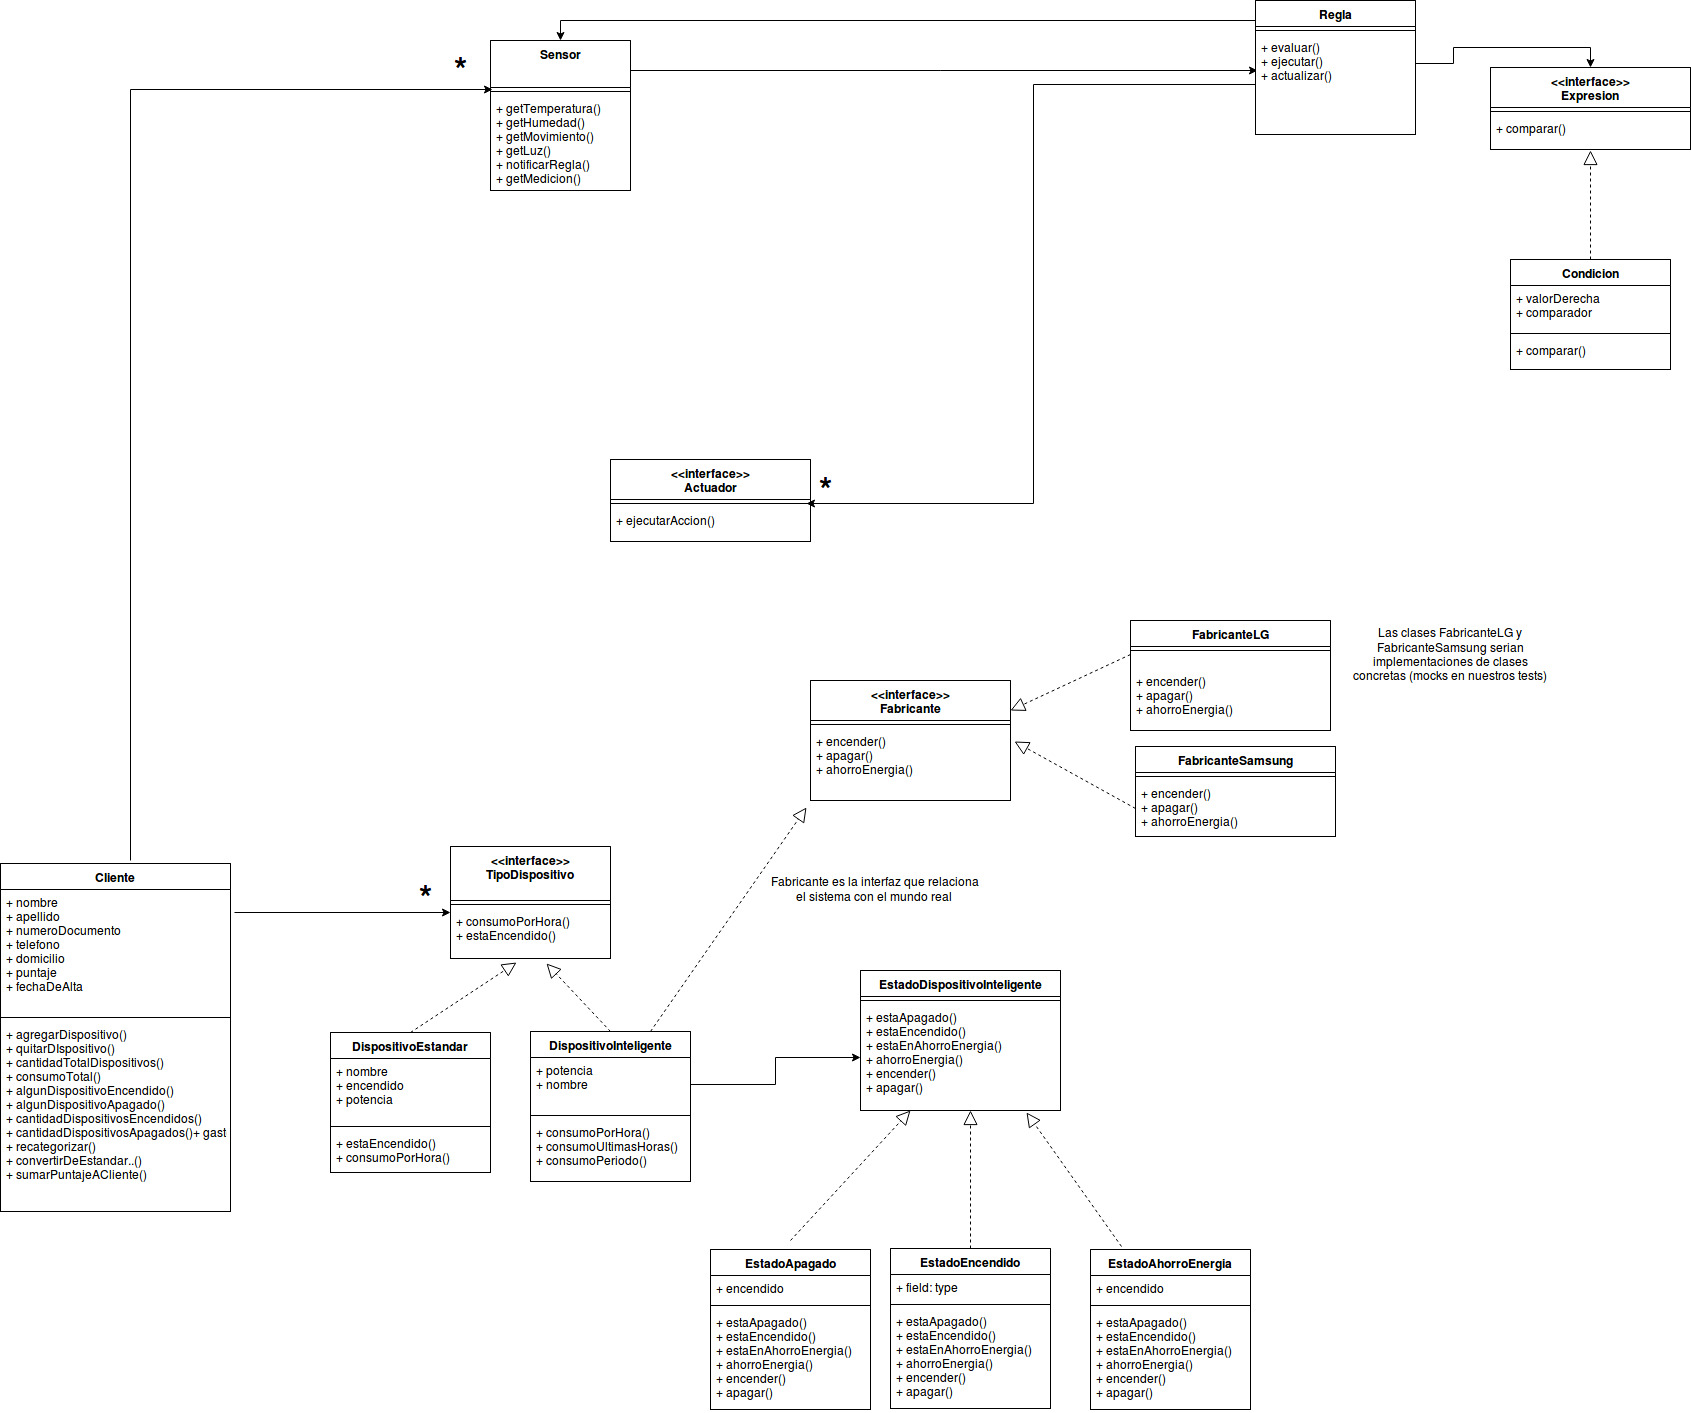 Regla
+ evaluar()
+ ejecutar()
+ actualizar()
*
Sensor
+ getTemperatura()
+ getHumedad()
+ getMovimiento()
+ getLuz()
+ notificarRegla()
+ getMedicion()
<<interface>>
Expresion
+ comparar()
Condicion
+ valorDerecha
+ comparador
+ comparar()
<<interface>>
Actuador
+ ejecutarAccion()
*
FabricanteLG
+ encender()
+ apagar()
+ ahorroEnergia()
Las clases FabricanteLG y
FabricanteSamsung serian
implementaciones de clases
concretas (mocks en nuestros tests)
<<interface>>
Fabricante
+ encender()
+ apagar()
+ ahorroEnergia()
FabricanteSamsung
+ encender()
+ apagar()
+ ahorroEnergia()
Fabricante es la interfaz que relaciona
el sistema con el mundo real
Cliente
+ nombre
+ apellido
+ numeroDocumento
+ telefono
+ domicilio
+ puntaje
+ fechaDeAlta
+ agregarDispositivo()
+ quitarDIspositivo()
+ cantidadTotalDispositivos()
+ consumoTotal()
+ algunDispositivoEncendido()
+ algunDispositivoApagado()
+ cantidadDispositivosEncendidos()
+ cantidadDispositivosApagados()+ gast
+ recategorizar()
+ convertirDeEstandar..()
+ sumarPuntajeACliente()
*
<<interface>>
TipoDispositivo
+ consumoPorHora()
+ estaEncendido()
DispositivoEstandar
+ nombre
+ encendido
+ potencia
+ estaEncendido()
+ consumoPorHora()
DispositivoInteligente
+ potencia
+ nombre
+ consumoPorHora()
+ consumoUltimasHoras()
+ consumoPeriodo()
EstadoDispositivoInteligente
+ estaApagado()
+ estaEncendido()
+ estaEnAhorroEnergia()
+ ahorroEnergia()
+ encender()
+ apagar()
EstadoApagado
+ encendido
+ estaApagado()
+ estaEncendido()
+ estaEnAhorroEnergia()
+ ahorroEnergia()
+ encender()
+ apagar()
EstadoEncendido
+ field: type
+ estaApagado()
+ estaEncendido()
+ estaEnAhorroEnergia()
+ ahorroEnergia()
+ encender()
+ apagar()
EstadoAhorroEnergia
+ encendido
+ estaApagado()
+ estaEncendido()
+ estaEnAhorroEnergia()
+ ahorroEnergia()
+ encender()
+ apagar()